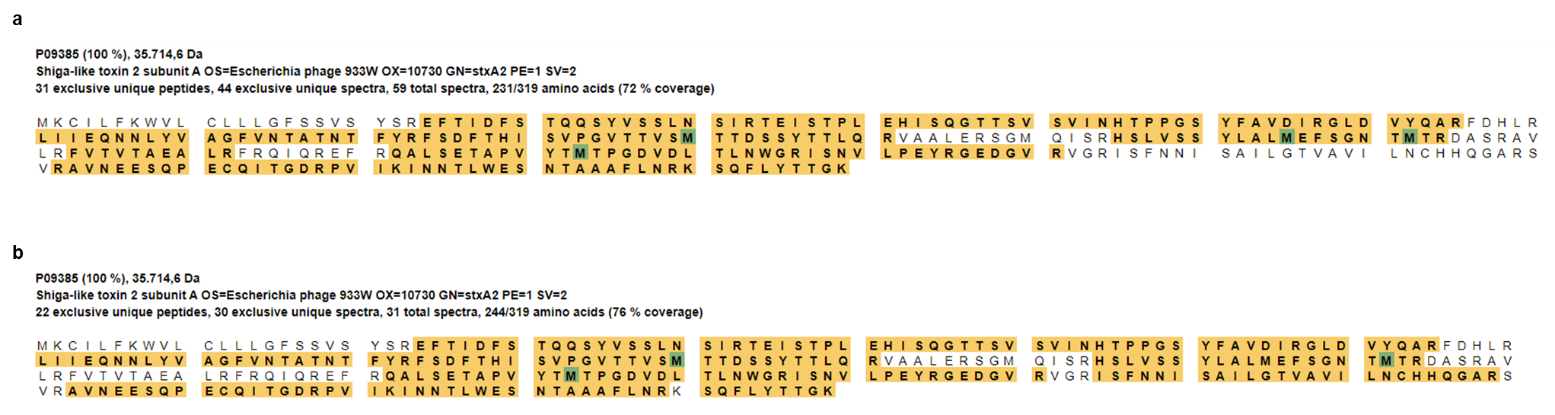 a
P09385 (100 %), 35.714,6 Da
Shiga-like toxin 2 subunit A OS=Escherichia phage 933W OX=10730 GN=stxA2 PE=1 SV=2
31 exclusive unique peptides, 44 exclusive unique spectra, 59 total spectra, 231/319 amino acids (72 % coverage)
MKCILFKWVL CLLLGFSSVS YSREFTIDFS TQQSYVSSLN SIRTEISTPL EHISQGTTSV SVINHTPPGS YFAVDIRGLD VYQARFDHLR
LIIEQNNLYV AGFVNTATNT FYRFSDFTHI SVPGVTTVSM TTDSSYTTLQ RVAALERSGM QISRHSLVSS YLALMEFSGN TMTRDASRAV
LRFVTVTAEA LRFRQIQREF RQALSETAPV YTMTPGDVDL TLNWGRISNV LPEYRGEDGV RVGRISFNNI SAILGTVAVI LNCHHQGARS
VRAVNEESQP ECQITGDRPV IKINNTLWES NTAAAFLNRK SQFLYTTGK
b
P09385 (100 %), 35.714,6 Da
Shiga-like toxin 2 subunit A OS=Escherichia phage 933W OX=10730 GN=stxA2 PE=1 SV=2
22 exclusive unique peptides, 30 exclusive unique spectra, 31 total spectra, 244/319 amino acids (76 % coverage)
MKCILFKWVL CLLLGFSSVS YSREFTIDFS TQQSYVSSLN SIRTEISTPL EHISQGTTSV SVINHTPPGS YFAVDIRGLD VYQARFDHLR
LIIEQNNLYV AGFVNTATNT FYRFSDFTHI SVPGVTTVSM TTDSSYTTLQ RVAALERSGM QISRHSLVSS YLALMEFSGN TMTRDASRAV
LRFVTVTAEA LRFRQIQREF RQALSETAPV YTMTPGDVDL TLNWGRISNV LPEYRGEDGV RVGRISFNNI SAILGTVAVI LNCHHQGARS
VRAVNEESQP ECQITGDRPV IKINNTLWES NTAAAFLNRK SQFLYTTGK